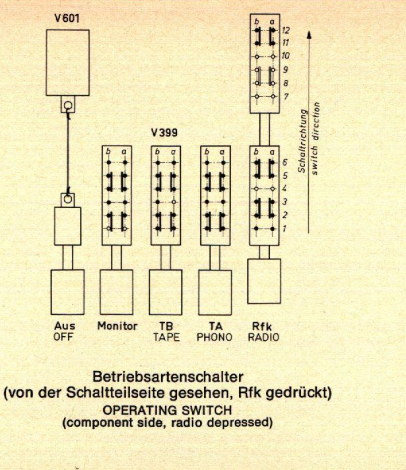 V601
Rfk
b a
12
11
10
9
8
7
Schaltrichtung
switch direction
V399
b a
b a
b a
b a
6
5
4
3
2
1
Aus Monitor TB TA Rfk
OFF TAPE PHONO RADIO
Betriebsartenschalter
(von der Schaltteilseite gesehen, Rfk gedrückt)
OPERATING SWITCH
(component side, radio depressed)